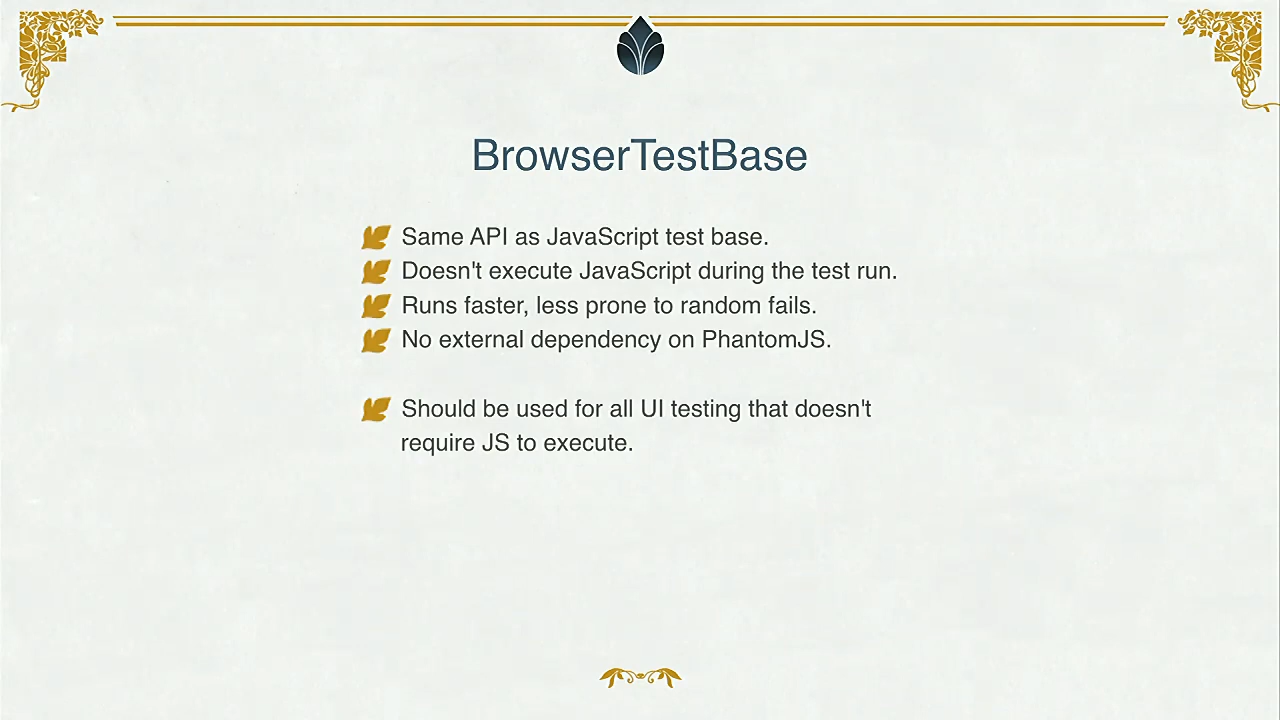 BrowserTestBase
Same API as JavaScript test base.
Doesn't execute JavaScript during the test run.
Runs faster, less prone to random fails.
No external dependency on PhantomJS.
Should be used for all UI testing that doesn't
require JS to execute.